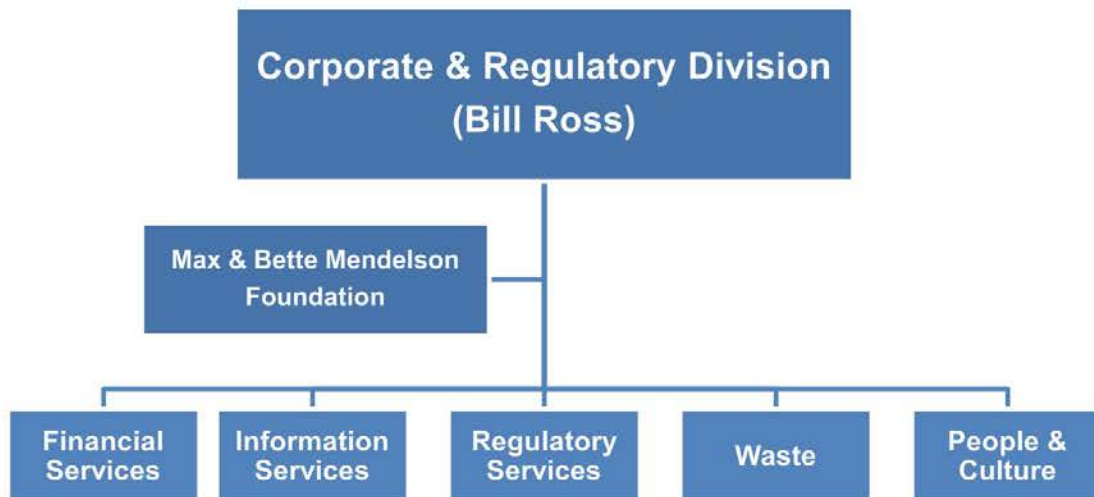 Corporate & Regulatory Division
(Bill Ross)
Max & Bette Mendelson
Foundation
Financial
Services
Information
Services
Regulatory
Services
Waste
People &
Culture